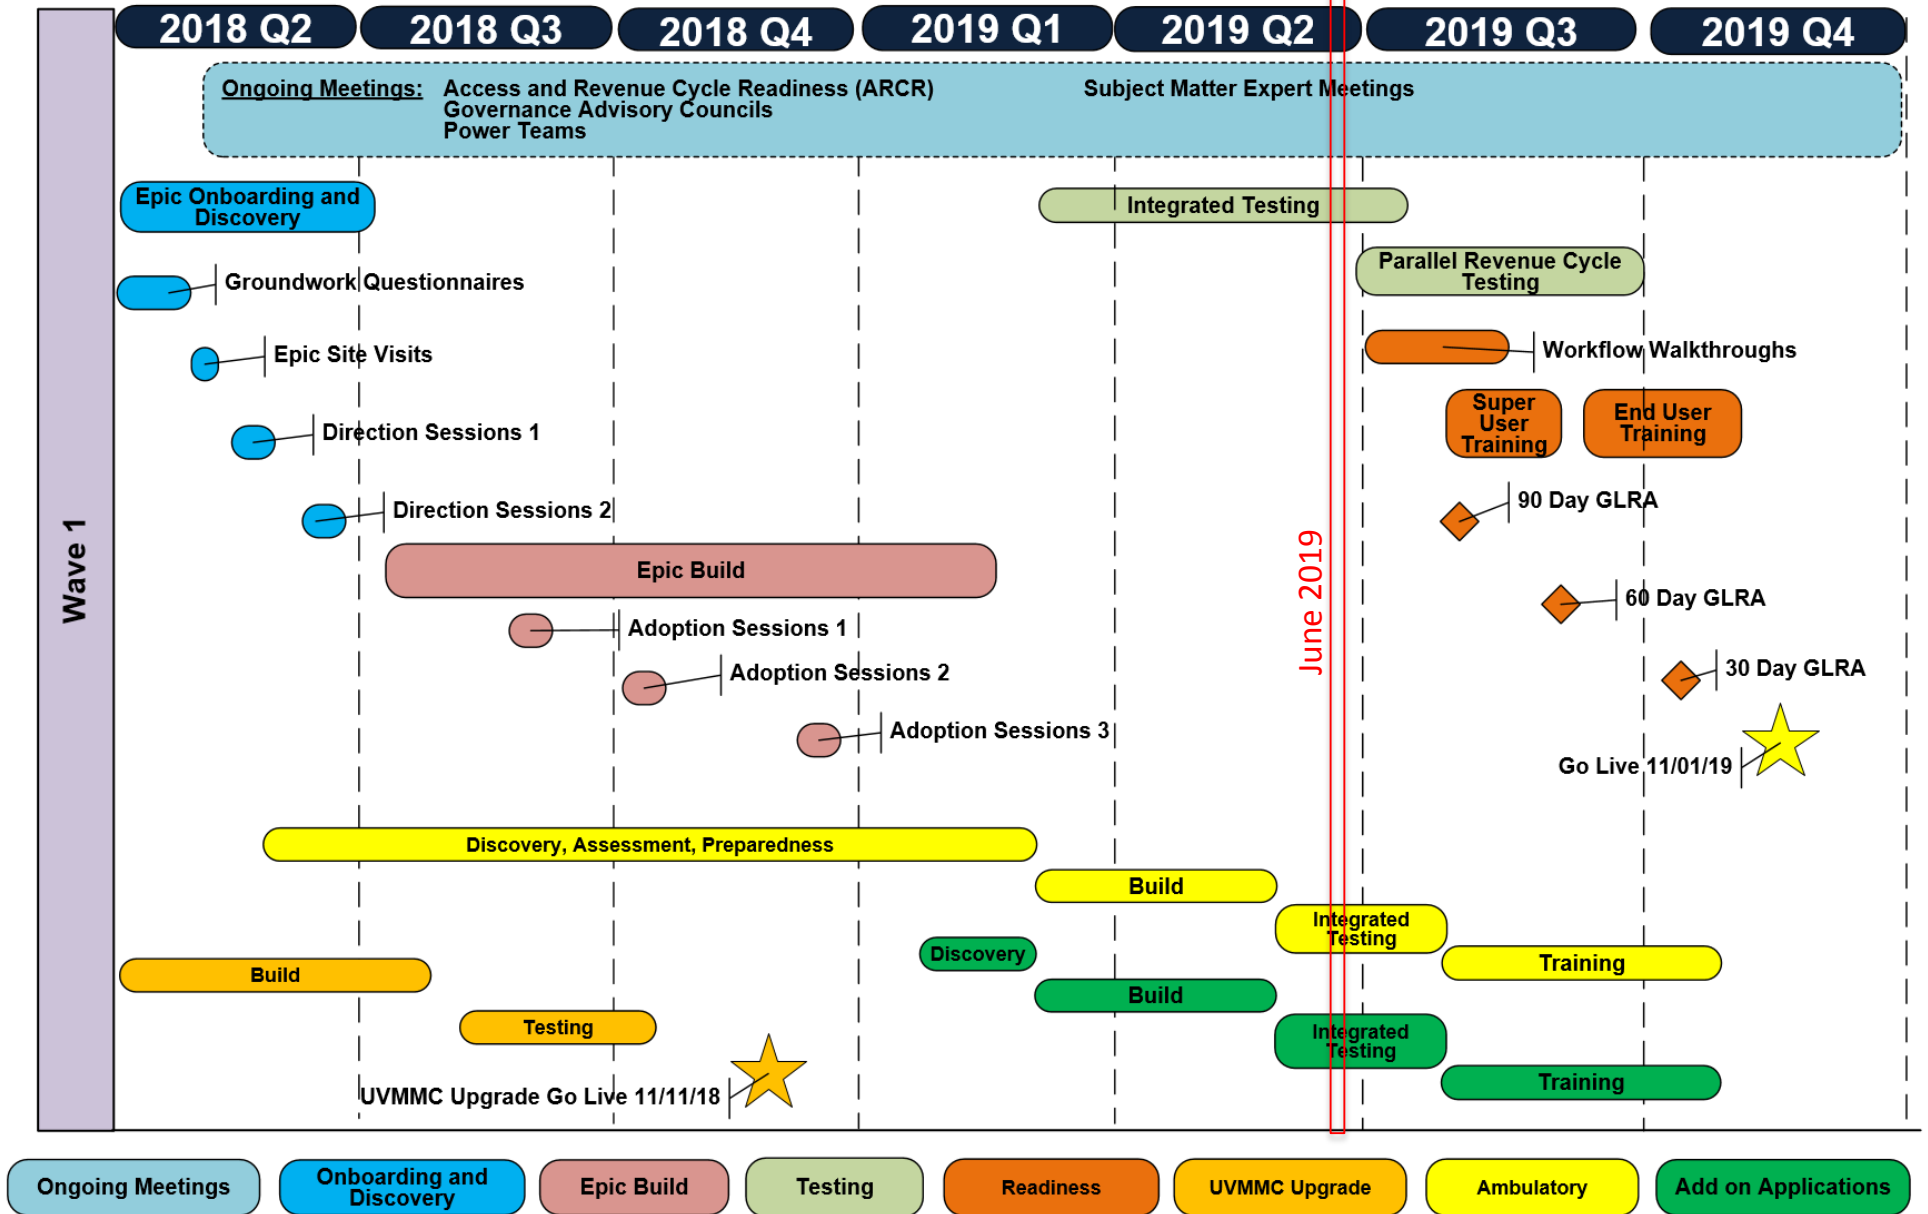 2018 Q2 2018 Q3 2018 Q4 2019 Q1 2019 Q2 2019 Q3 2019 Q4
Ongoing Meetings: Access and Revenue Cycle Readiness (ARCR) Subject Matter Expert Meetings
Governance Advisory Councils
Power Teams
Wave 1
Epic Onboarding and
Discovery
Integrated Testing
Parallel Revenue Cycle
Testing
Groundwork Questionnaires
Epic Site Visits
Workflow Walkthroughs
Direction Sessions 1
Super
User
Training
End User
Training
Direction Sessions 2
90 Day GLRA
June 2019
Epic Build
60 Day GLRA
Adoption Sessions 1
Adoption Sessions 2
30 Day GLRA
Adoption Sessions 3
Go Live 11/01/19
Discovery, Assessment, Preparedness
Build
Integrated
Testing
Discovery
Training
Build
Build
Testing
Integrated
Testing
Training
UVMMC Upgrade Go Live 11/11/18
Ongoing Meetings
Onboarding and
Discovery
Epic Build
Testing
Readiness
UVMMC Upgrade
Ambulatory
Add on Applications